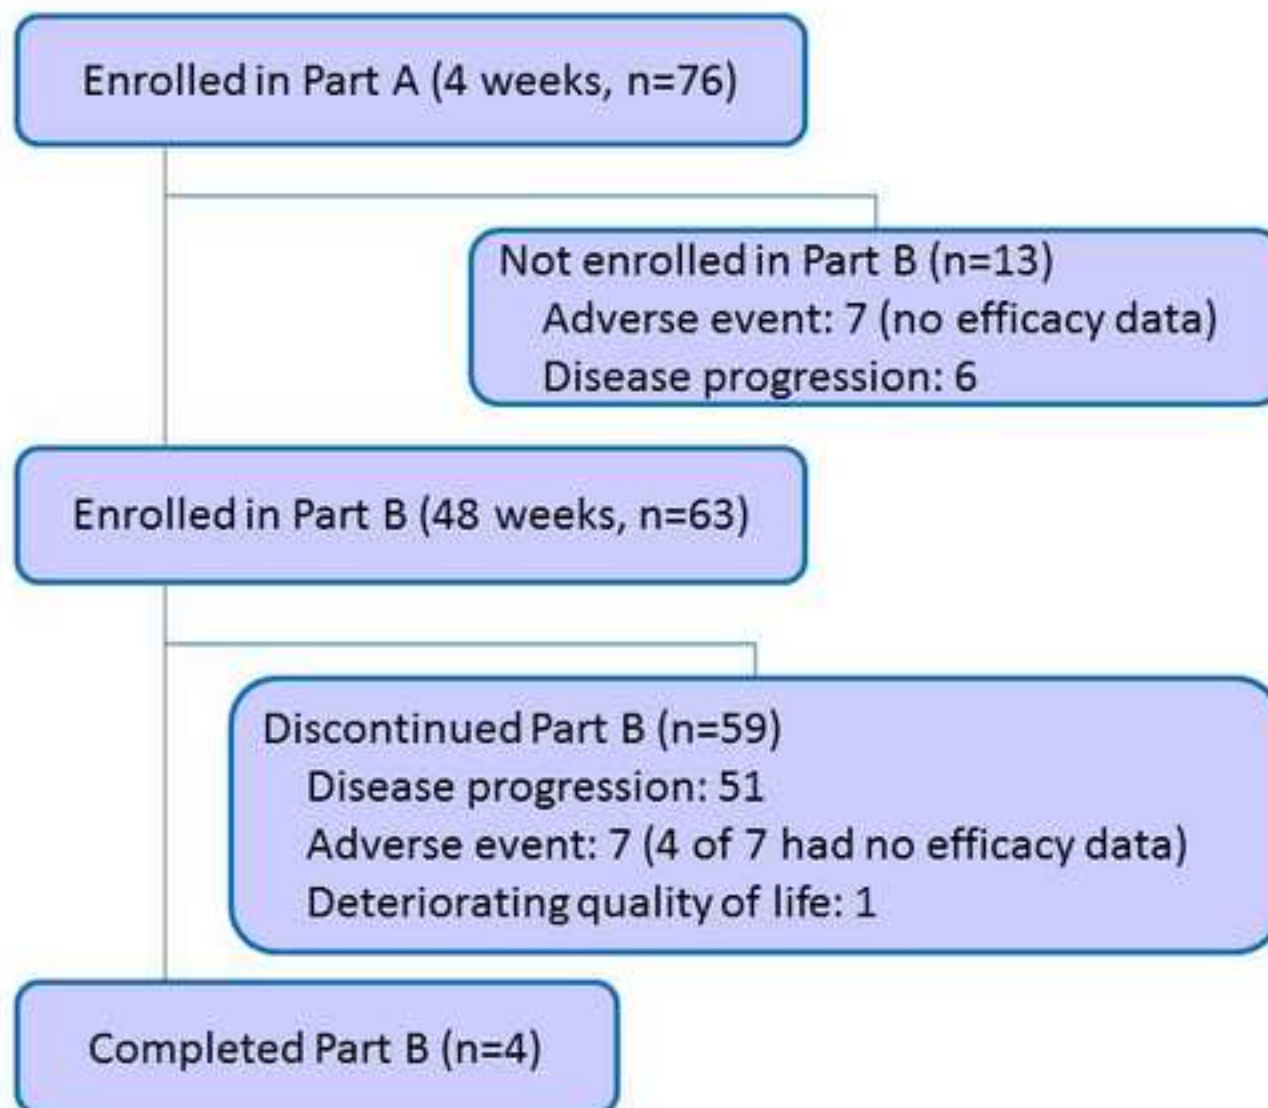 Enrolled in Part A (4 weeks, n=76)
Not enrolled in Part B (n=13)
Adverse event: 7 (no efficacy data)
Disease progression: 6
Enrolled in Part B (48 weeks, n=63)
Discontinued Part B (n=59)
Disease progression: 51
Adverse event: 7 (4 of 7 had no efficacy data)
Deteriorating quality of life: 1
Completed Part B (n=4)